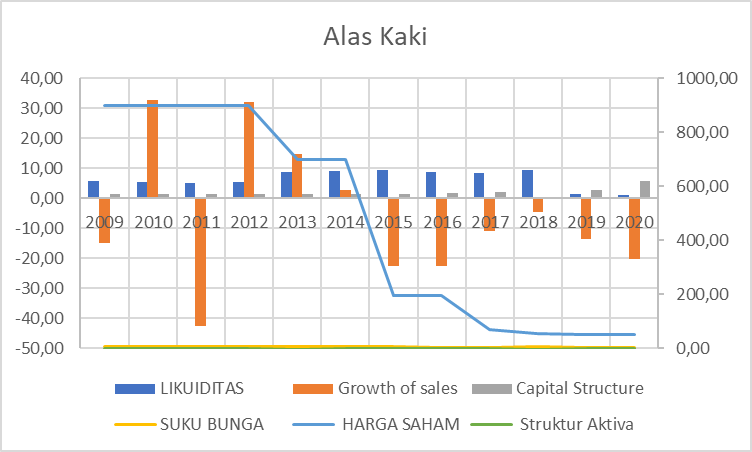 Alas Kaki
40,00 1000,00
30,00 800,00
20,00
10,00 600,00
0,00
2009 2010 2011 2012 2013 2014 2015 2016 2017 2018 2019 2020
-10,00 400,00
-20,00
-30,00 200,00
-40,00
-50,00 0,00
LIKUIDITAS Growth of sales Capital Structure
SUKU BUNGA HARGA SAHAM Struktur Aktiva